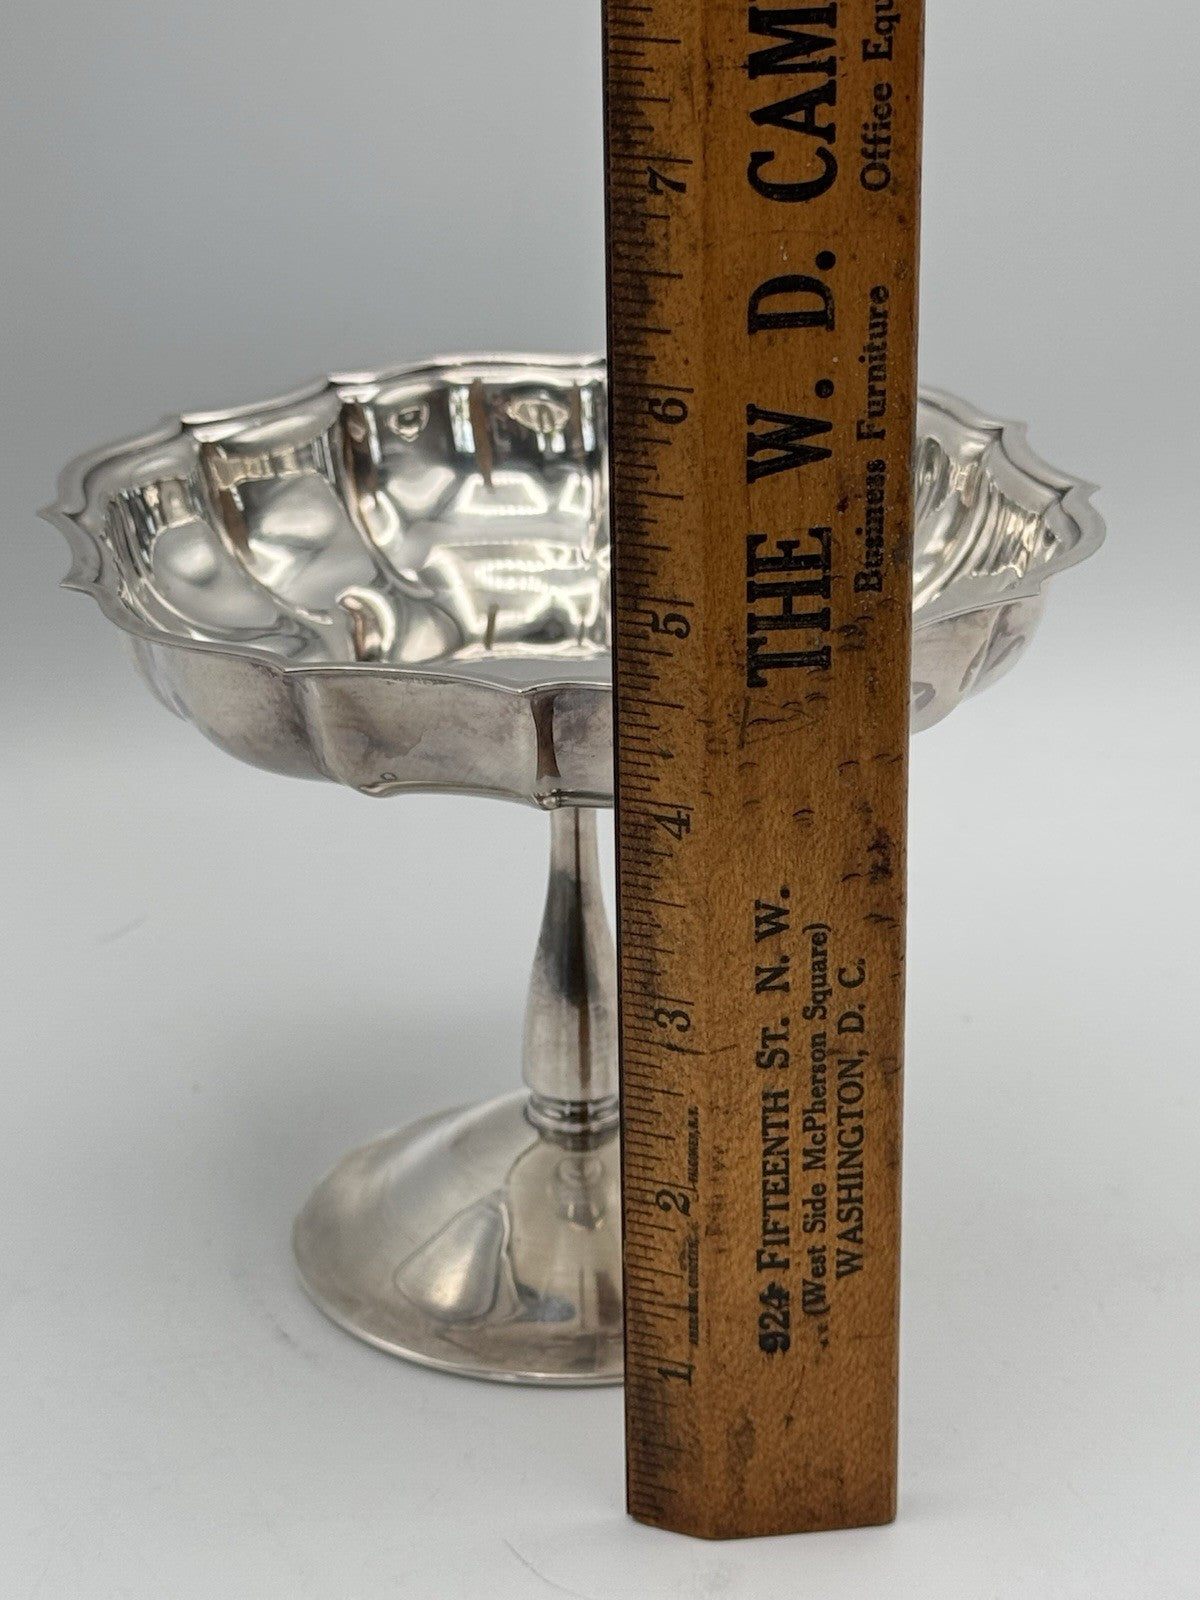 THE W. D. CAM
Business Furniture Office Equ
924 FIFTEENTH ST. N. W.
(West Side McPherson Square)
WASHINGTON, D. C.
1 2 3 4 5 6 7